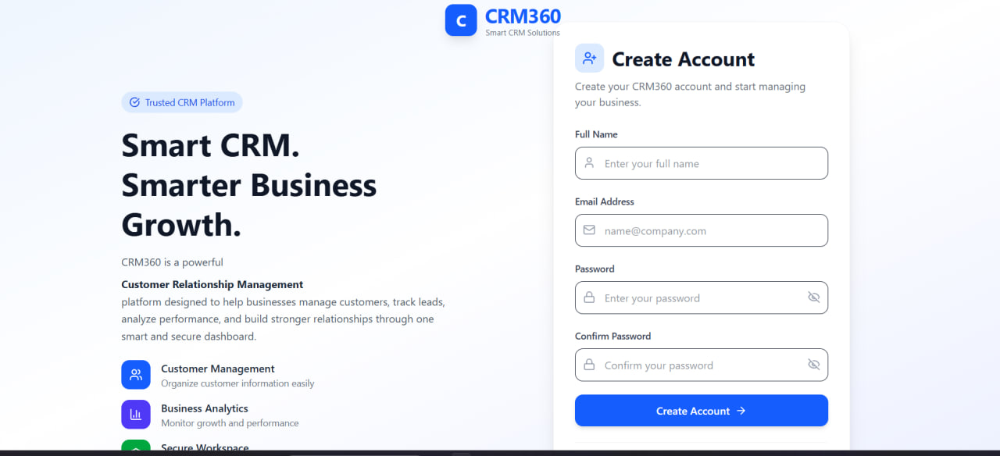 C
CRM360
Smart CRM Solutions
Trusted CRM Platform
Smart CRM.
Smarter Business
Growth.
CRM360 is a powerful
Customer Relationship Management
platform designed to help businesses manage customers, track leads,
analyze performance, and build stronger relationships through one
smart and secure dashboard.
Customer Management
Organize customer information easily
Business Analytics
Monitor growth and performance
Secure Workspace
Create Account
Create your CRM360 account and start managing
your business.
Full Name
Enter your full name
Email Address
name@company.com
Password
Enter your password
Confirm Password
Confirm your password
Create Account →